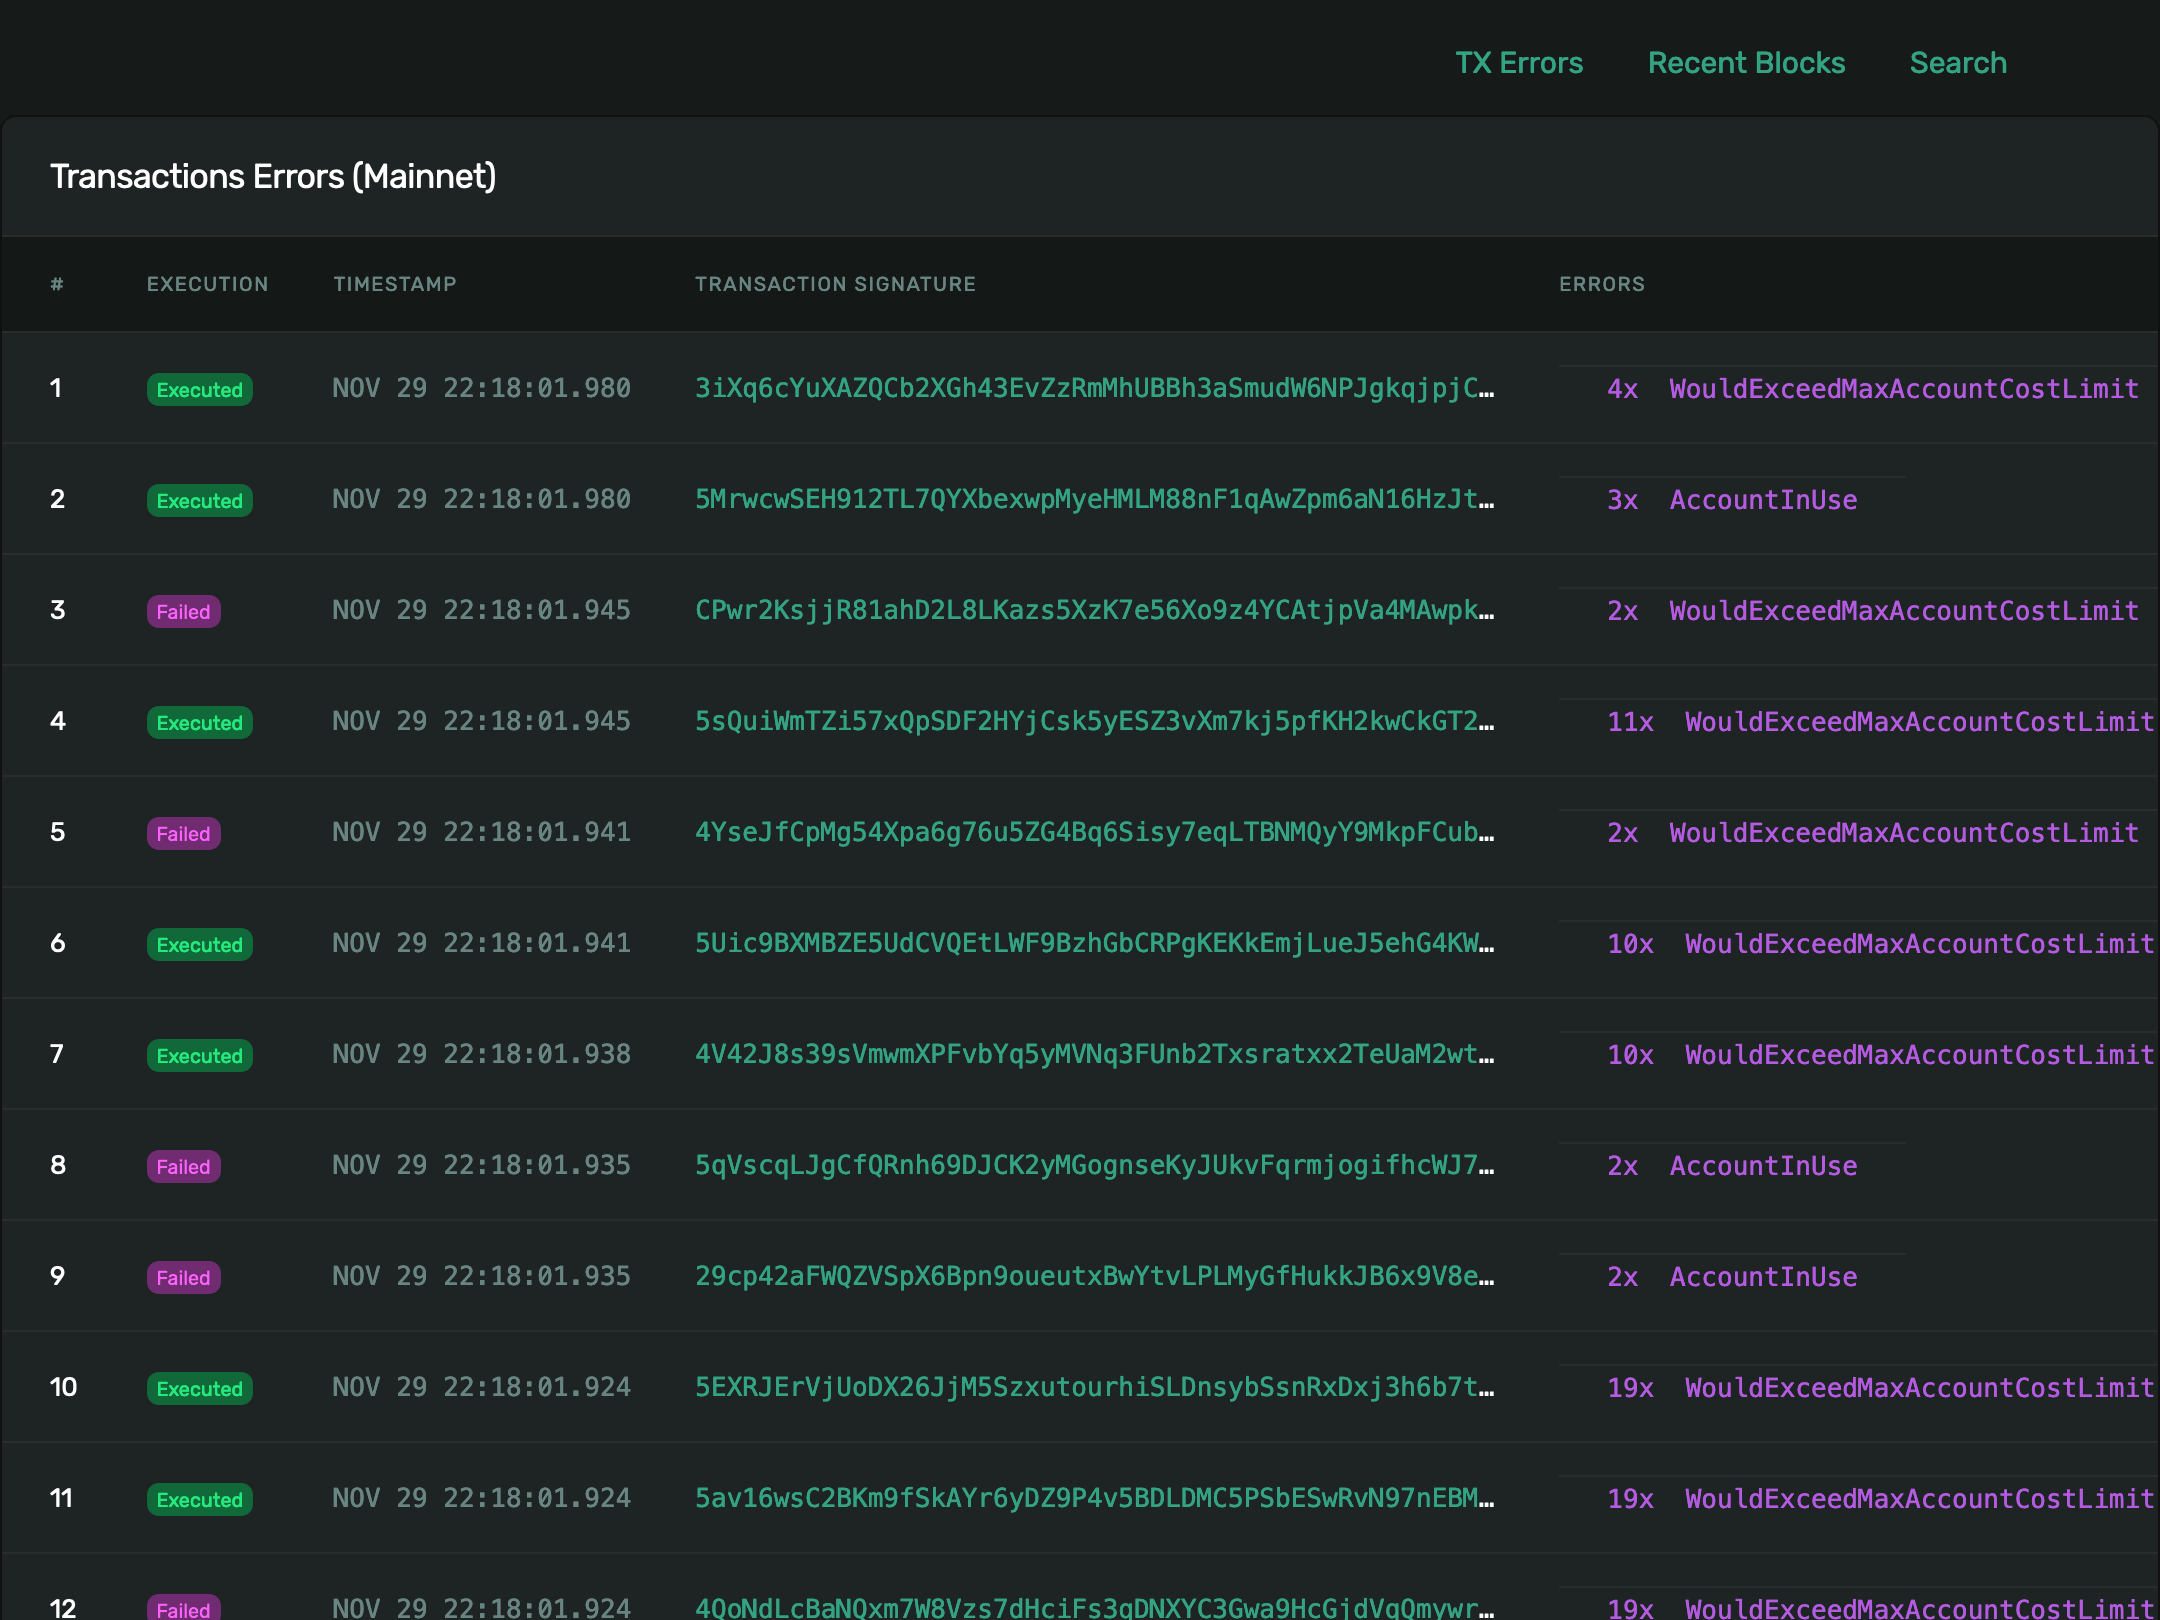 TX Errors Recent Blocks Search
Transactions Errors (Mainnet)
# EXECUTION TIMESTAMP TRANSACTION SIGNATURE ERRORS
1 Executed NOV 29 22:18:01.980 3iXq6cYuXAZQCb2XGh43EvZzRmMhUBBh3aSmudW6NPJgkqjpjC… 4x WouldExceedMaxAccountCostLimit
2 Executed NOV 29 22:18:01.980 5MrwcwSEH912TL7QYXbexwpMyeHMLM88nF1qAwZpm6aN16HzJt… 3x AccountInUse
3 Failed NOV 29 22:18:01.945 CPwr2KsjjR81ahD2L8LKazs5XzK7e56Xo9z4YCAtjpVa4MAwpk… 2x WouldExceedMaxAccountCostLimit
4 Executed NOV 29 22:18:01.945 5sQuiWmTZi57xQpSDF2HYjCsk5yESZ3vXm7kj5pfKH2kwCkGT2… 11x WouldExceedMaxAccountCostLimit
5 Failed NOV 29 22:18:01.941 4YseJfCpMg54Xpa6g76u5ZG4Bq6Sisy7eqLTBNMQyY9MkpFCub… 2x WouldExceedMaxAccountCostLimit
6 Executed NOV 29 22:18:01.941 5Uic9BXMBZE5UdCVQEtLWF9BzhGbCRPgKEKkEmjLueJ5ehG4KW… 10x WouldExceedMaxAccountCostLimit
7 Executed NOV 29 22:18:01.938 4V42J8s39sVmwmXPFvbYq5yMVNq3FUnb2Txsratxx2TeUaM2wt… 10x WouldExceedMaxAccountCostLimit
8 Failed NOV 29 22:18:01.935 5qVscqLJgCfQRnh69DJCK2yMGognseKyJUkvFqrmjogifhcWJ7… 2x AccountInUse
9 Failed NOV 29 22:18:01.935 29cp42aFWQZVSpX6Bpn9oueutxBwYtvLPLMyGfHukkJB6x9V8e… 2x AccountInUse
10 Executed NOV 29 22:18:01.924 5EXRJErVjUoDX26JjM5SzxutourhiSLDnsybSsnRxDxj3h6b7t… 19x WouldExceedMaxAccountCostLimit
11 Executed NOV 29 22:18:01.924 5av16wsC2BKm9fSkAYr6yDZ9P4v5BDLDMC5PSbESwRvN97nEBM… 19x WouldExceedMaxAccountCostLimit
12 Failed NOV 29 22:18:01.924 4QoNdLcBaNQxm7W8Vzs7dHciFs3gDNXYC3Gwa9HcGjdVgQmywr… 19x WouldExceedMaxAccountCostLimit